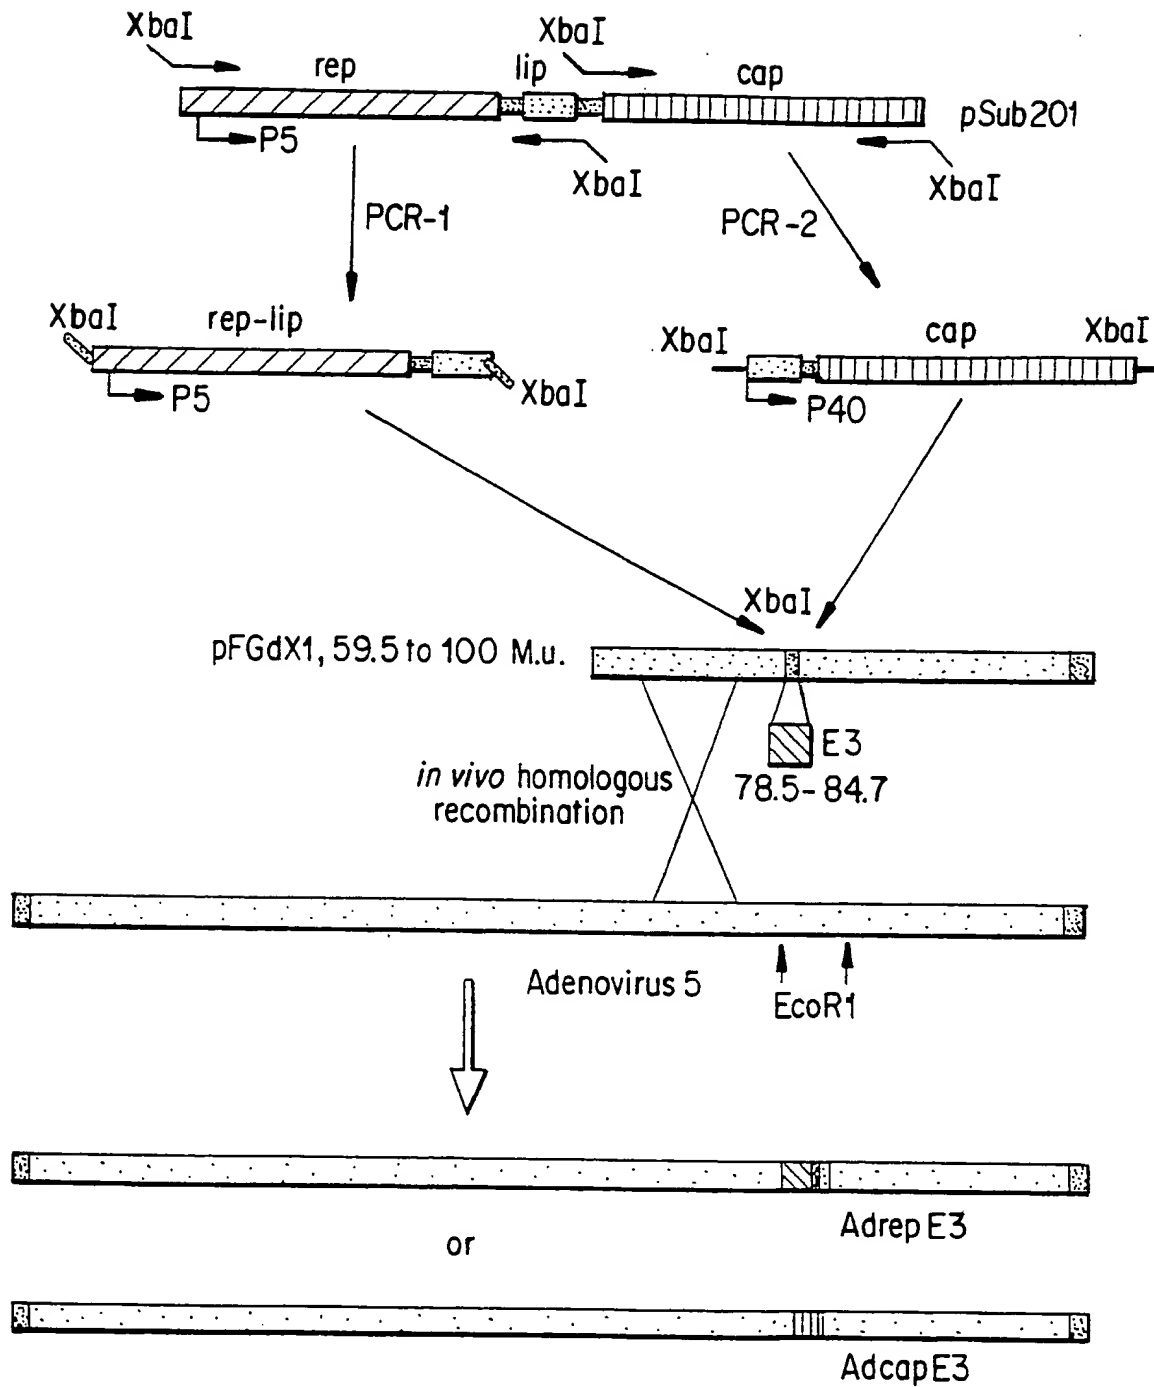 XbaI
XbaI
rep
lip
cap
pSub201
P5
XbaI
XbaI
PCR-1
PCR-2
XbaI
rep-lip
XbaI
cap
XbaI
P5
XbaI
P40
XbaI
pFGdX1, 59.5 to 100 M.u.
E3
78.5-84.7
in vivo homologous
recombination
Adenovirus 5
EcoR1
Adrep E3
or
AdcapE3